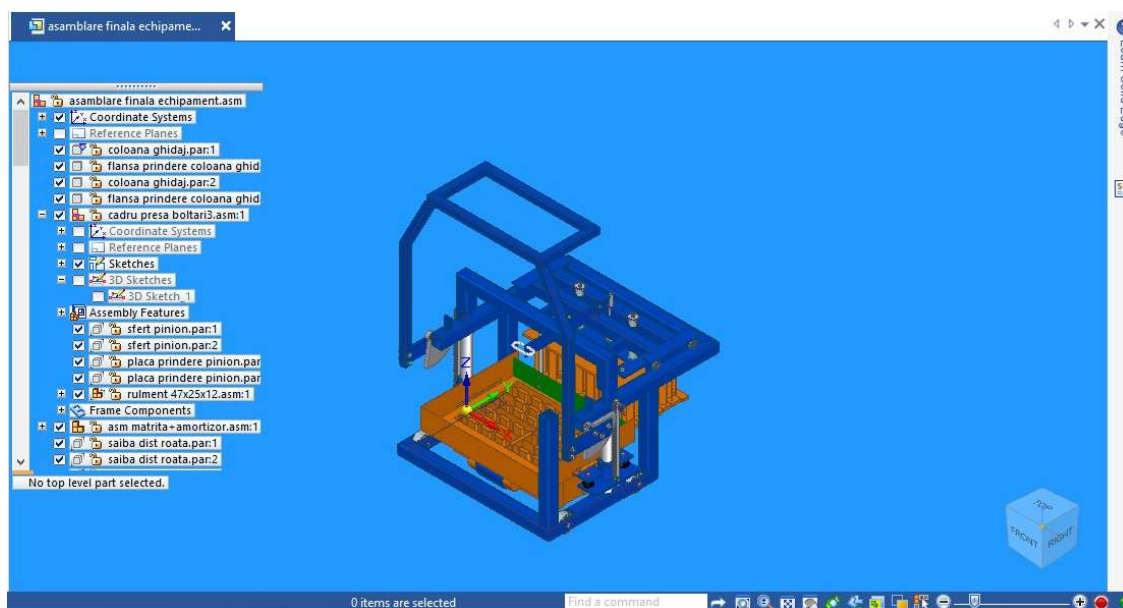 asamblare finala echipame...
asamblare finala echipament.asm
Coordinate Systems
Reference Planes
coloana ghidaj.par:1
flansa prindere coloana ghid
coloana ghidaj.par:2
flansa prindere coloana ghid
cadru presa boltari3.asm:1
Coordinate Systems
Reference Planes
Sketches
3D Sketches
3D Sketch_1
Assembly Features
sfert pinion.par:1
sfert pinion.par:2
placa prindere pinion.par
placa prindere pinion.par
rulment 47x25x12.asm:1
Frame Components
asm matrita+amortizor.asm:1
saiba dist roata.par:1
saiba dist roata.par:2
No top level part selected.
Z
Y
X
TOP
FRONT
RIGHT
0 items are selected
Find a command